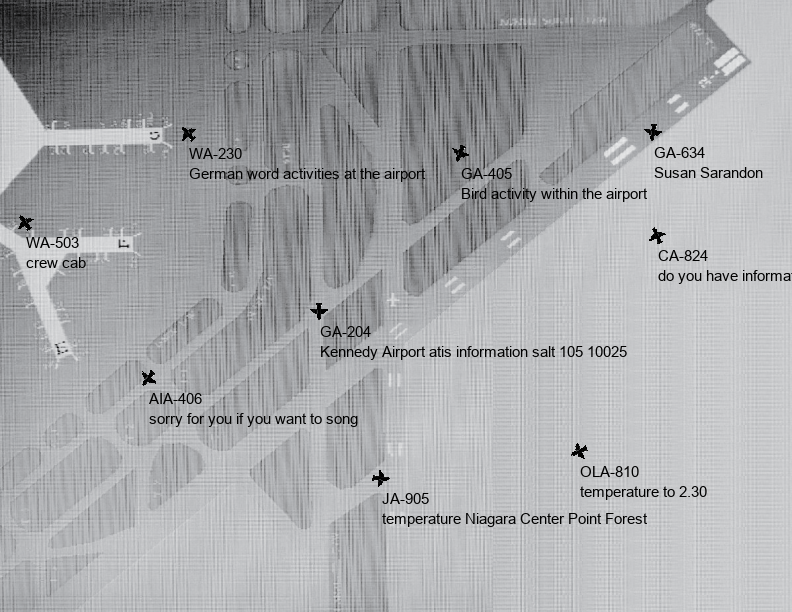 WA-230
German word activities at the airport
GA-405
Bird activity within the airport
GA-634
Susan Sarandon
WA-503
crew cab
CA-824
do you have informa
GA-204
Kennedy Airport atis information salt 105 10025
AIA-406
sorry for you if you want to song
OLA-810
temperature to 2.30
JA-905
temperature Niagara Center Point Forest